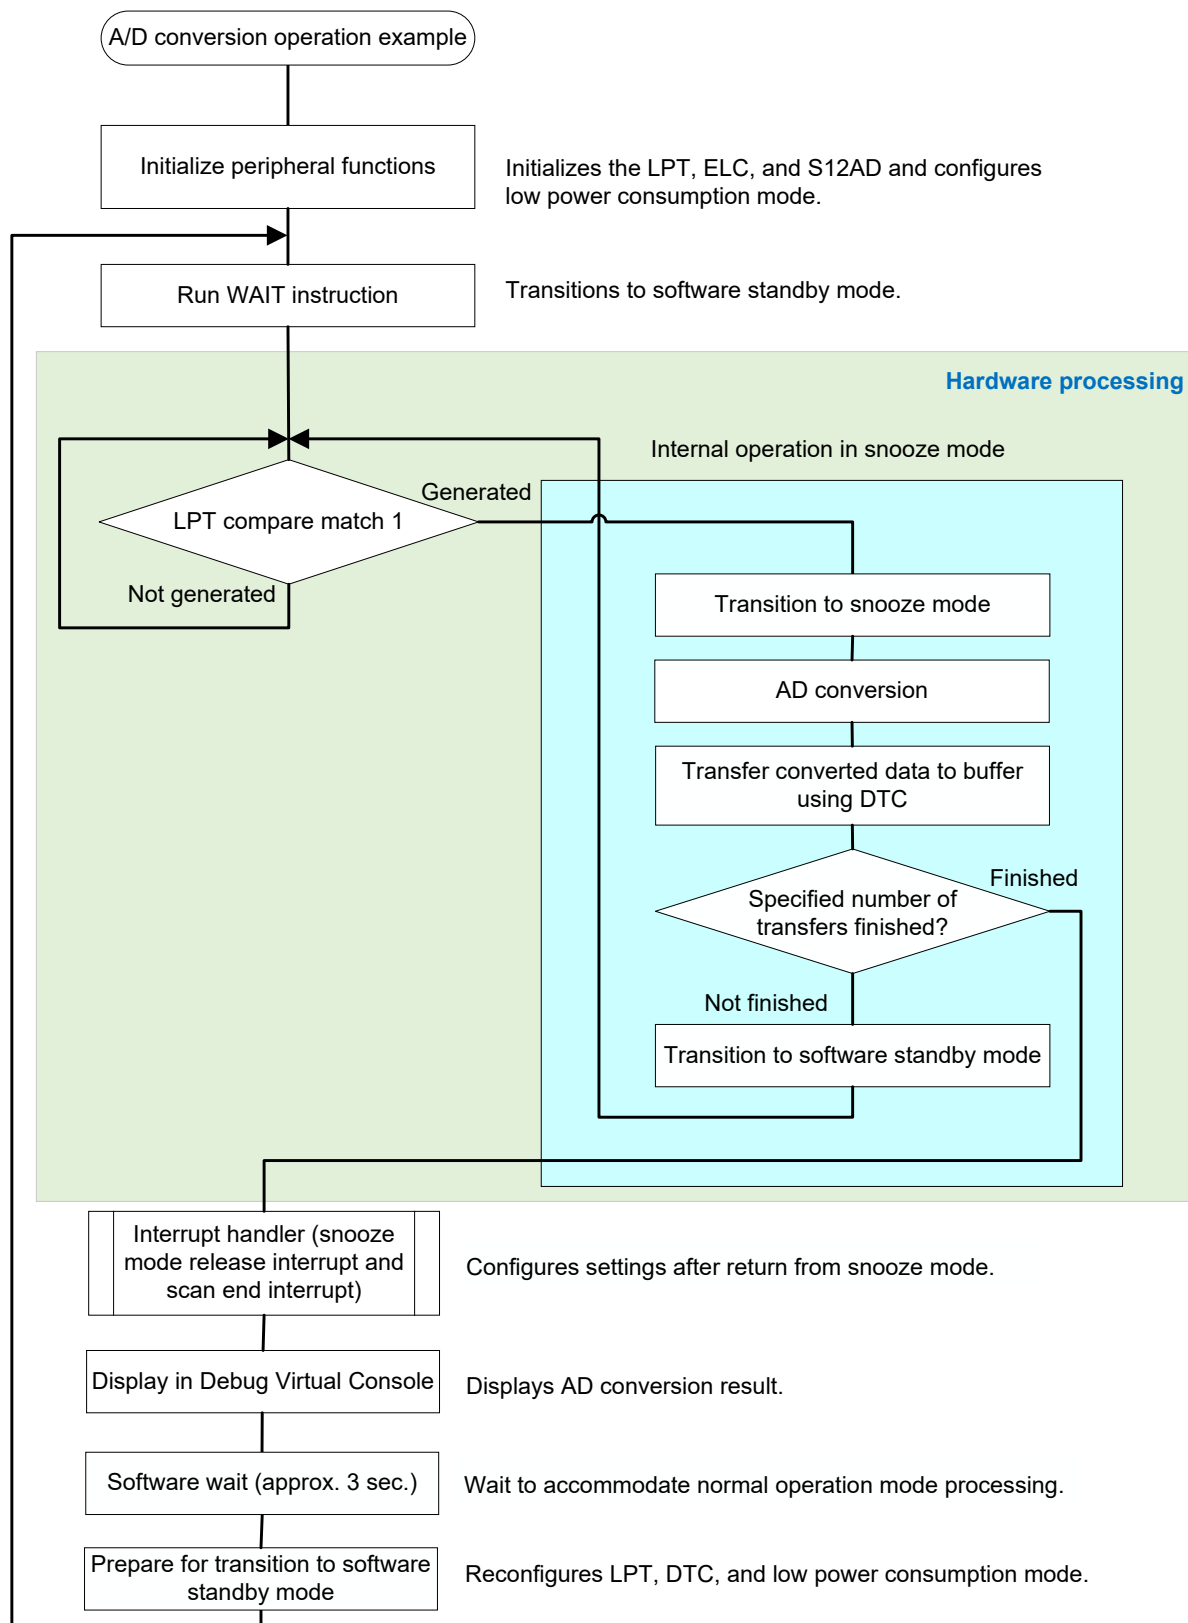 A/D conversion operation example
Initialize peripheral functions
Initializes the LPT, ELC, and S12AD and configures
low power consumption mode.
Run WAIT instruction
Transitions to software standby mode.
Hardware processing
Internal operation in snooze mode
Generated
LPT compare match 1
Not generated
Transition to snooze mode
AD conversion
Transfer converted data to buffer
using DTC
Finished
Specified number of
transfers finished?
Not finished
Transition to software standby mode
Interrupt handler (snooze
mode release interrupt and
scan end interrupt)
Configures settings after return from snooze mode.
Display in Debug Virtual Console
Displays AD conversion result.
Software wait (approx. 3 sec.)
Wait to accommodate normal operation mode processing.
Prepare for transition to software
standby mode
Reconfigures LPT, DTC, and low power consumption mode.